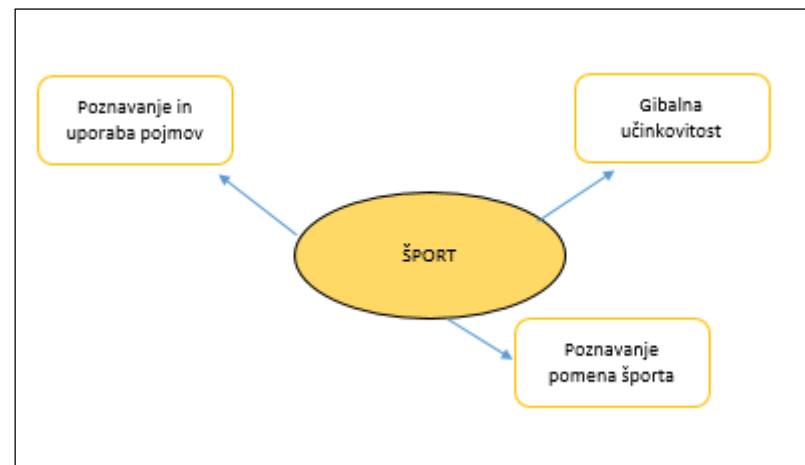 Poznavanje in
uporaba pojmov
Gibalna
učinkovitost
ŠPORT
Poznavanje
pomena športa